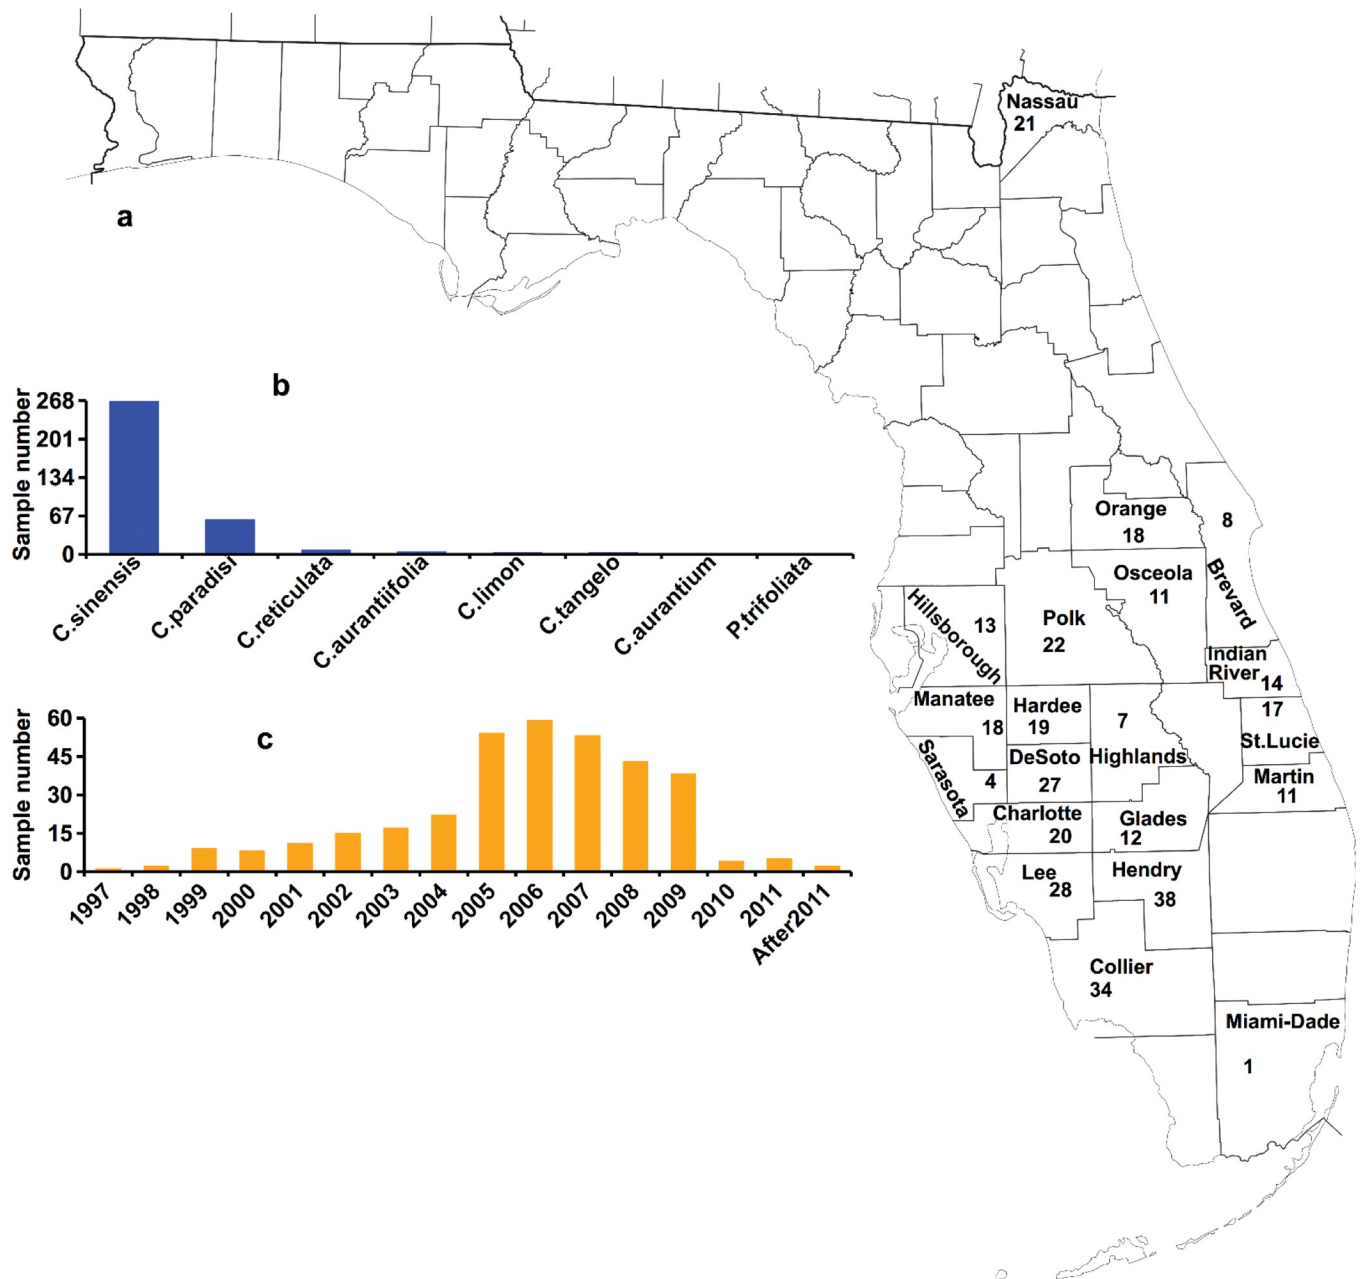 Nassau
21
a
b
Sample number
268
201
134
67
0
C.sinensis
C.paradisi
C.reticulata
C.aurantiifolia
C.limon
C.tangelo
C.aurantium
P.trifoliata
c
Sample number
60
45
30
15
0
1997
1998
1999
2000
2001
2002
2003
2004
2005
2006
2007
2008
2009
2010
2011
After2011
Orange
18
8
Brevard
Osceola
11
Hillsborough
13
Polk
22
Indian
River
14
Manatee
18
Hardee
19
7
Highlands
17
St.Lucie
Sarasota
4
DeSoto
27
Martin
11
Charlotte
20
Glades
12
Lee
28
Hendry
38
Collier
34
Miami-Dade
1